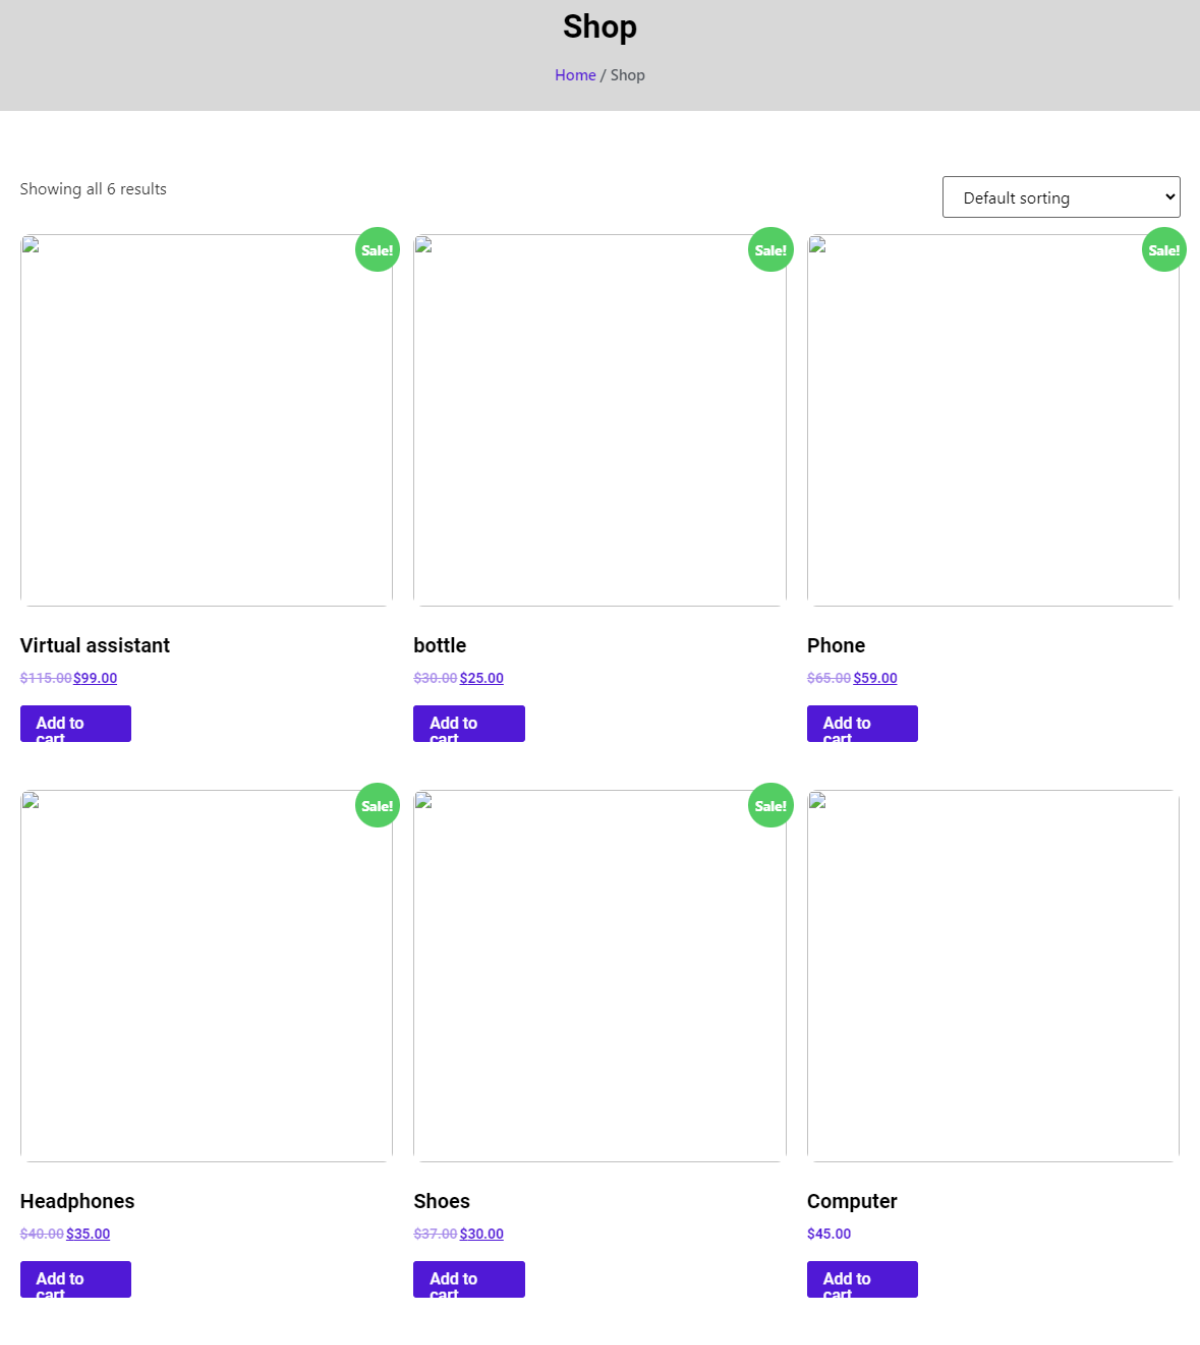 Shop
Home / Shop
Showing all 6 results
Default sorting
Sale!
Sale!
Sale!
Virtual assistant
bottle
Phone
$115.00 $99.00
$30.00 $25.00
$65.00 $59.00
Add to
cart
Add to
cart
Add to
cart
Sale!
Sale!
Headphones
Shoes
Computer
$40.00 $35.00
$37.00 $30.00
$45.00
Add to
cart
Add to
cart
Add to
cart